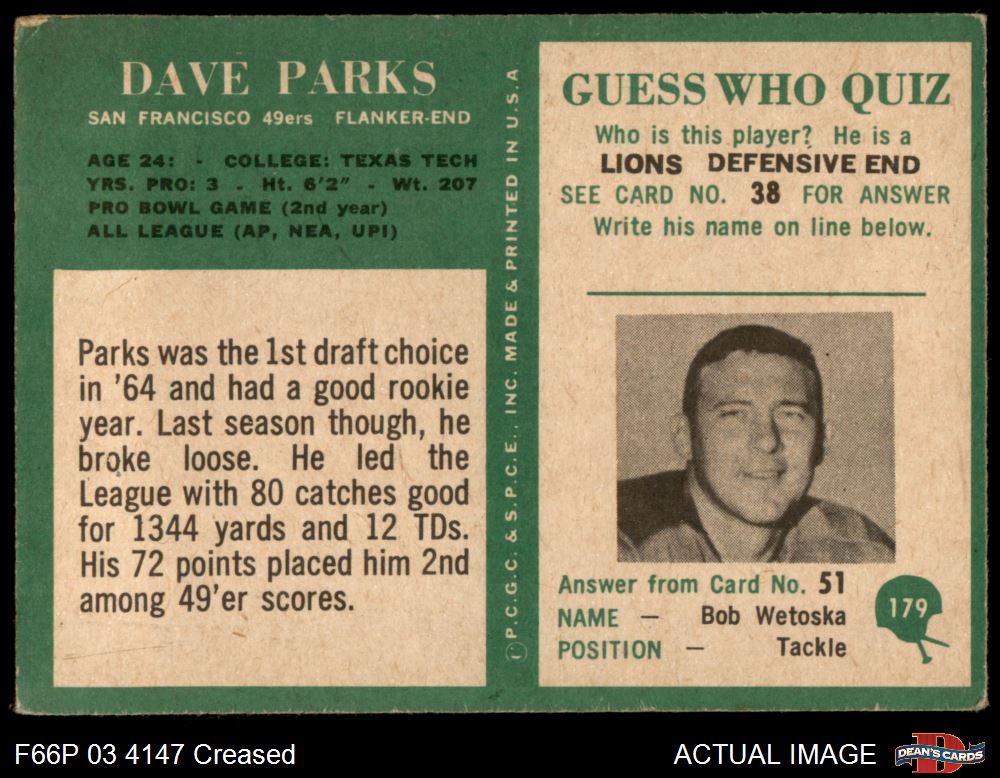 DAVE PARKS
SAN FRANCISCO 49ers FLANKER-END
AGE 24: - COLLEGE: TEXAS TECH
YRS. PRO: 3 - Ht. 6'2" - Wt. 207
PRO BOWL GAME (2nd year)
ALL LEAGUE (AP, NEA, UPI)
Parks was the 1st draft choice
in '64 and had a good rookie
year. Last season though, he
broke loose. He led the
League with 80 catches good
for 1344 yards and 12 TDs.
His 72 points placed him 2nd
among 49'er scores.
© P.C.G.C. & S.P.C.E., INC. MADE & PRINTED IN U.S.A
GUESS WHO QUIZ
Who is this player? He is a
LIONS DEFENSIVE END
SEE CARD NO. 38 FOR ANSWER
Write his name on line below.
Answer from Card No. 51
NAME — Bob Wetoska
POSITION — Tackle
179
F66P 03 4147 Creased
ACTUAL IMAGE
DEAN'S CARDS